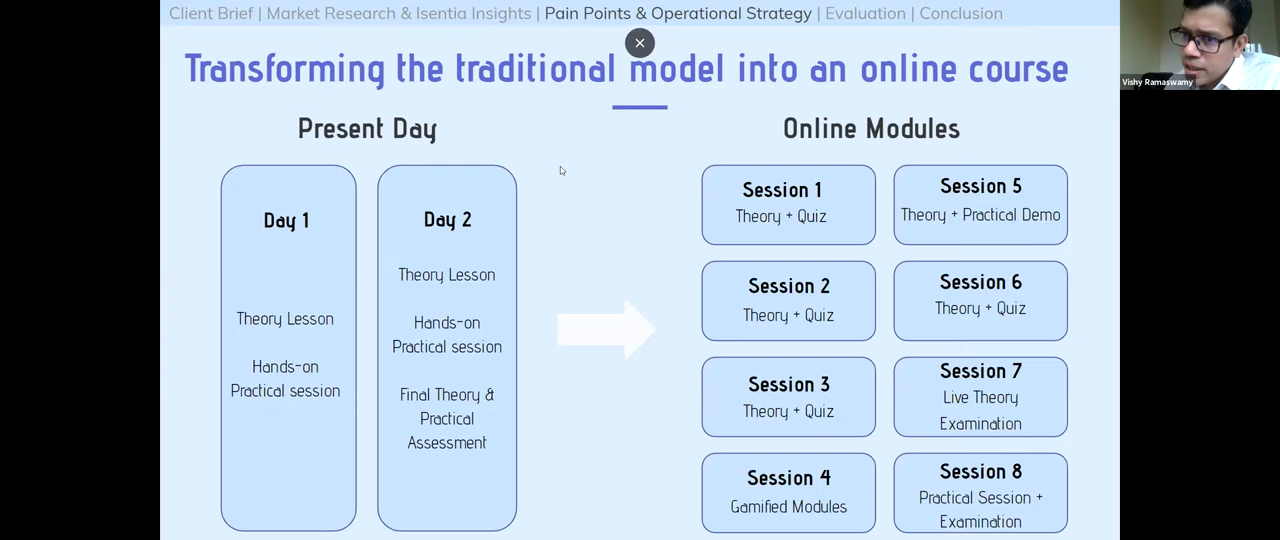 Client Brief | Market Research & Isentia Insights | Pain Points & Operational Strategy | Evaluation | Conclusion
Transforming the traditional model into an online course
Present Day
Day 1
Theory Lesson
Hands-on
Practical session
Day 2
Theory Lesson
Hands-on
Practical session
Final Theory &
Practical
Assessment
Online Modules
Session 1
Theory + Quiz
Session 2
Theory + Quiz
Session 3
Theory + Quiz
Session 4
Gamified Modules
Session 5
Theory + Practical Demo
Session 6
Theory + Quiz
Session 7
Live Theory
Examination
Session 8
Practical Session +
Examination
Vishy Ramaswamy